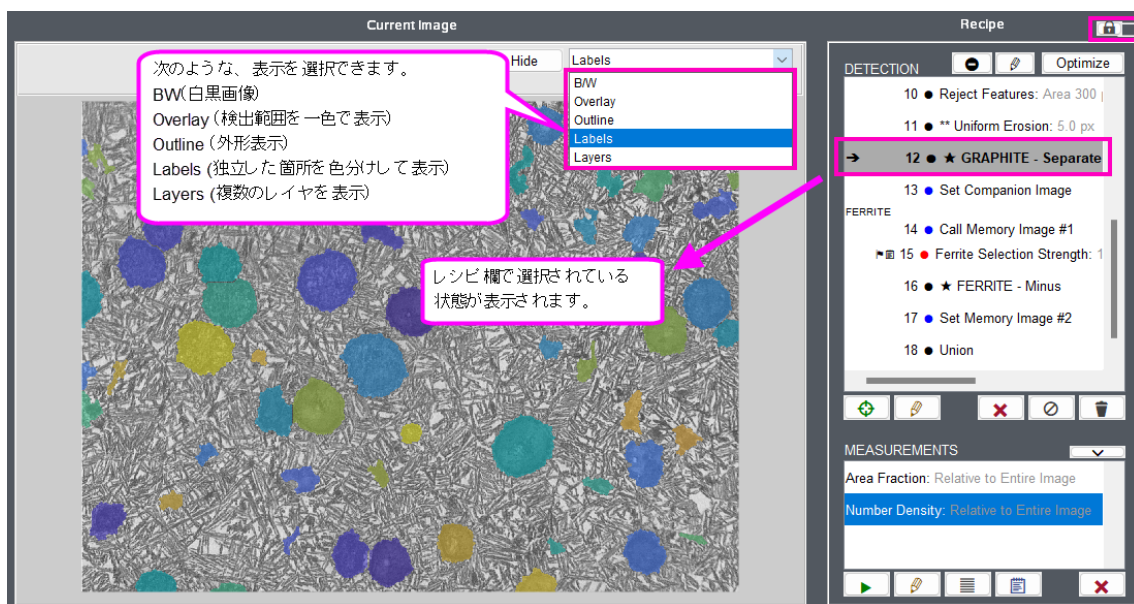 Current Image
Recipe
Hide
Labels
B/W
Overlay
Outline
Labels
Layers
次のような、表示を選択できます。
BW(白黒画像)
Overlay (検出範囲を一色で表示)
Outline (外形表示)
Labels (独立した箇所を色分けして表示)
Layers (複数のレイヤを表示)
レシピ欄で選択されている
状態が表示されます。
DETECTION
Optimize
10 ● Reject Features: Area 300
11 ● ** Uniform Erosion: 5.0 px
➔ 12 ● ★ GRAPHITE - Separate
13 ● Set Companion Image
FERRITE
14 ● Call Memory Image #1
15 ● Ferrite Selection Strength: 1
16 ● ★ FERRITE - Minus
17 ● Set Memory Image #2
18 ● Union
MEASUREMENTS
Area Fraction: Relative to Entire Image
Number Density: Relative to Entire Image